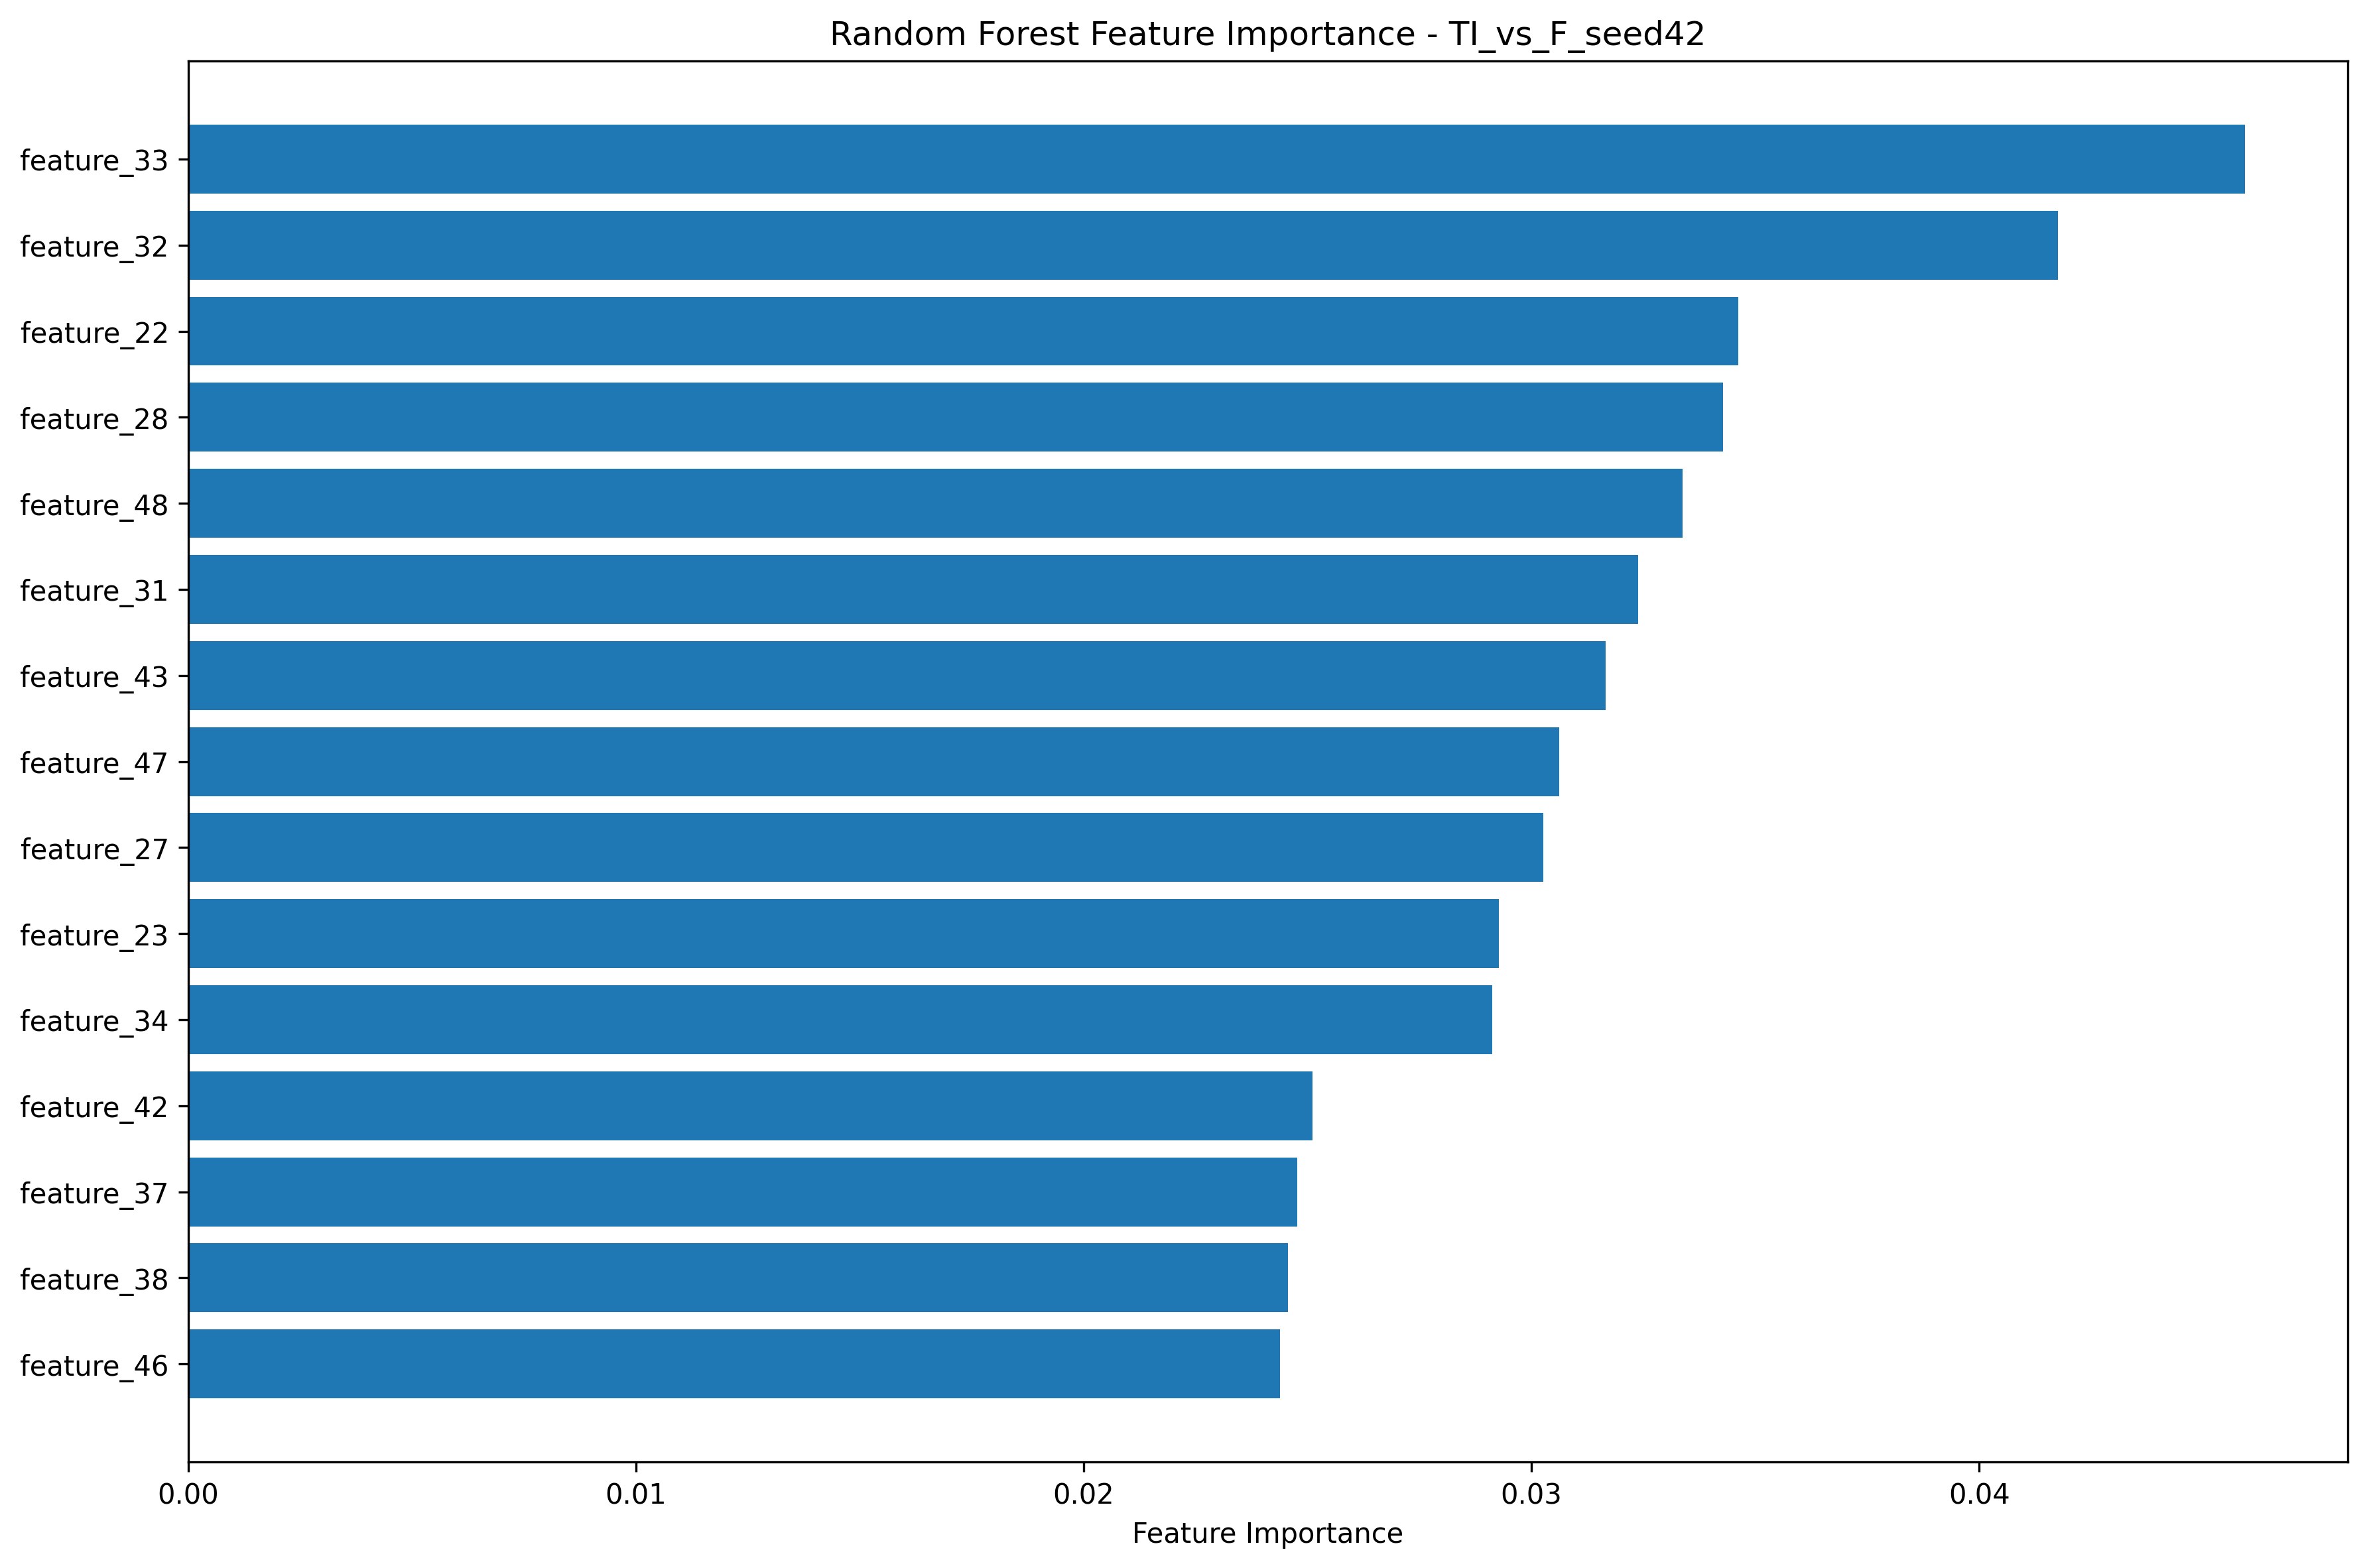 Random Forest Feature Importance - TI_vs_F_seed42
feature_33
feature_32
feature_22
feature_28
feature_48
feature_31
feature_43
feature_47
feature_27
feature_23
feature_34
feature_42
feature_37
feature_38
feature_46
0.00 0.01 0.02 0.03 0.04
Feature Importance